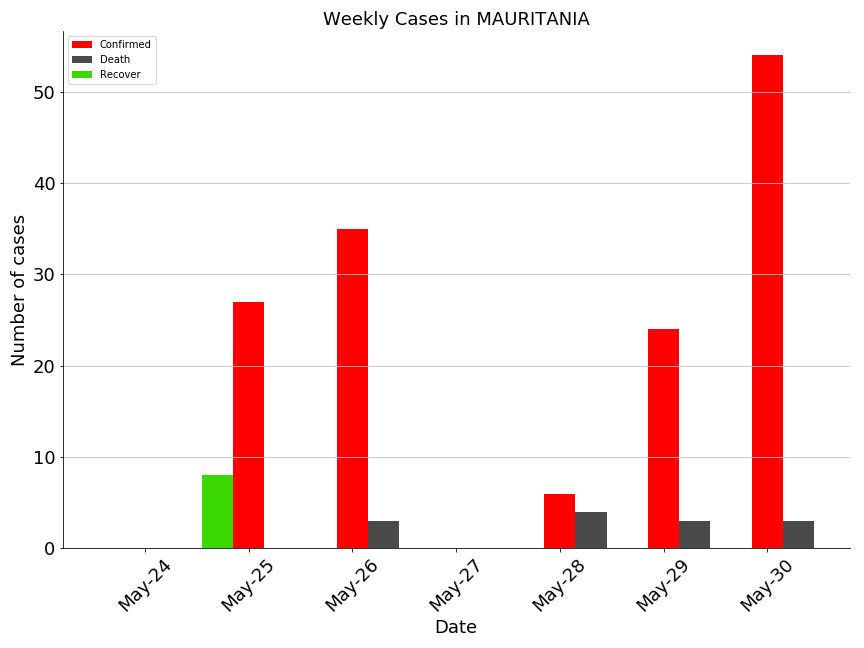 Weekly Cases in MAURITANIA
Confirmed
Death
Recover
Number of cases
50
40
30
20
10
0
May-24
May-25
May-26
May-27
May-28
May-29
May-30
Date